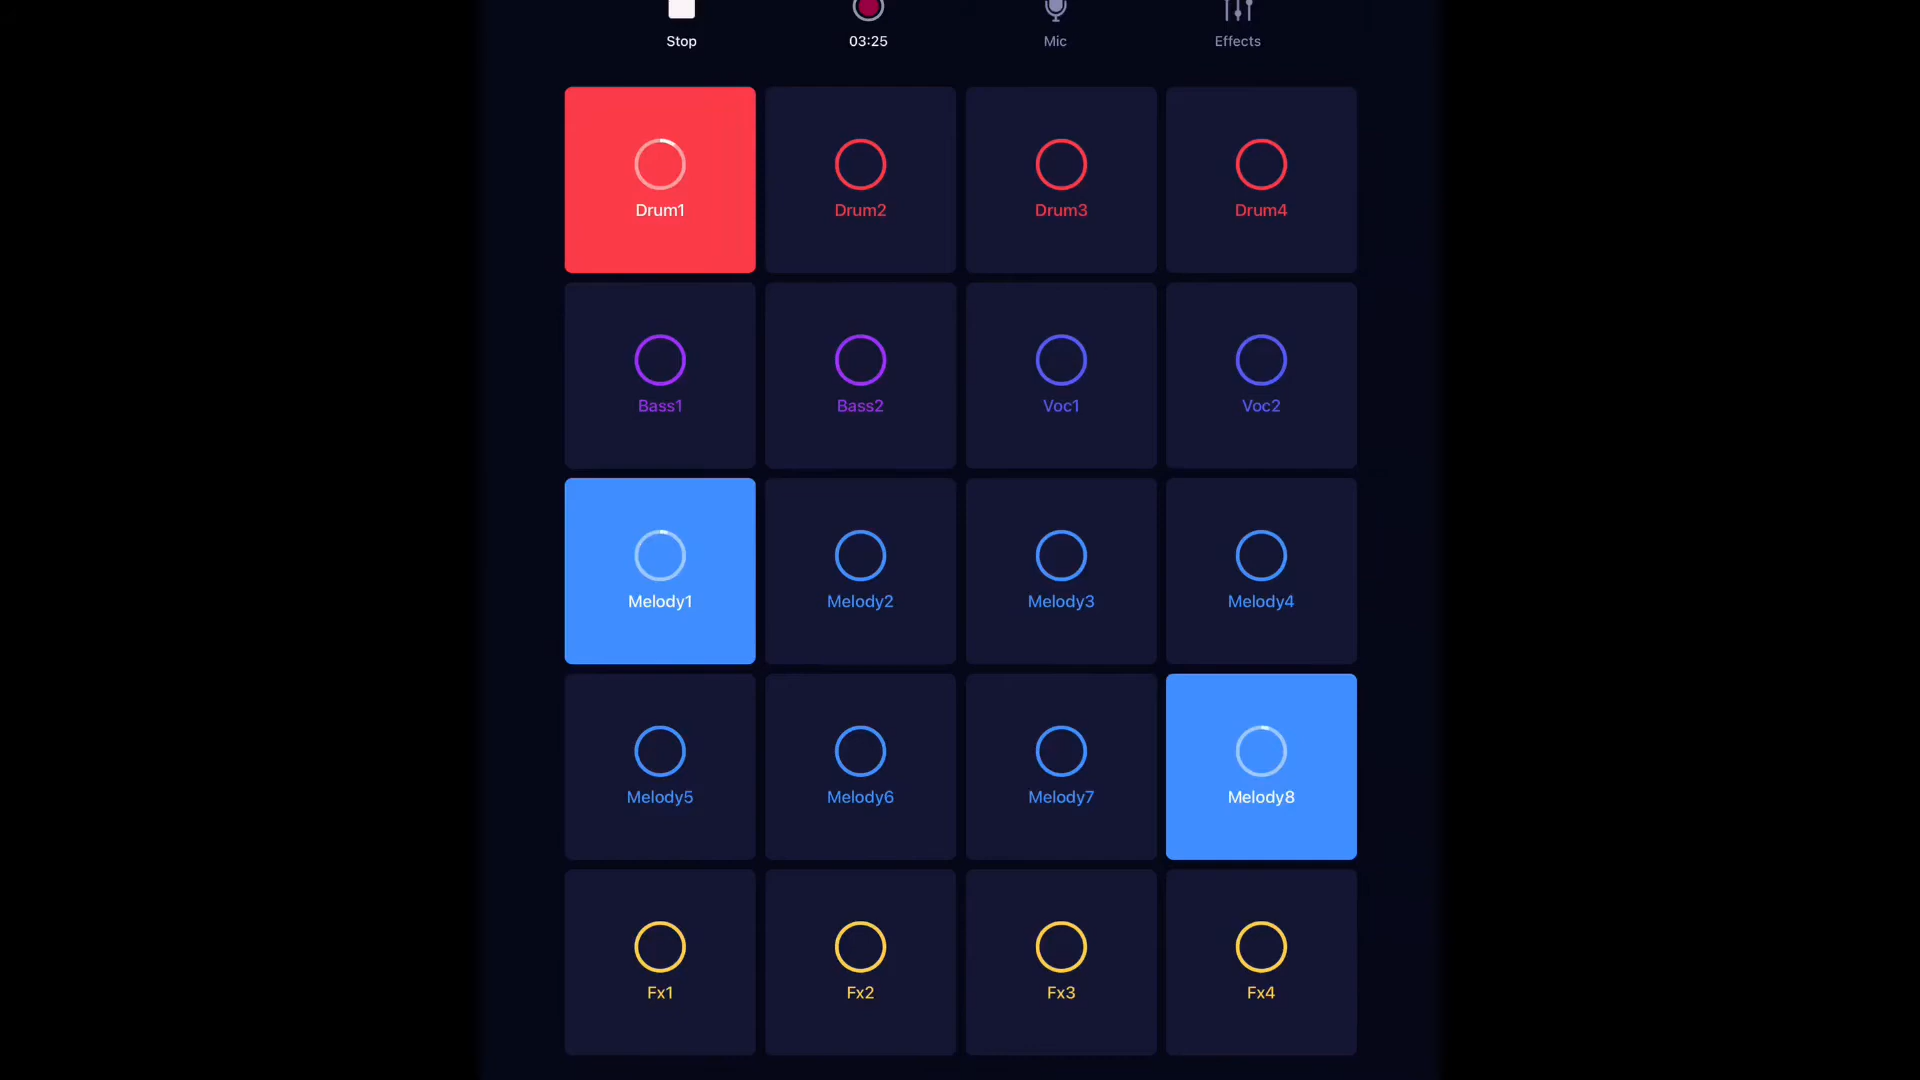 Stop 03:25 Mic Effects
Drum1 Drum2 Drum3 Drum4
Bass1 Bass2 Voc1 Voc2
Melody1 Melody2 Melody3 Melody4
Melody5 Melody6 Melody7 Melody8
Fx1 Fx2 Fx3 Fx4